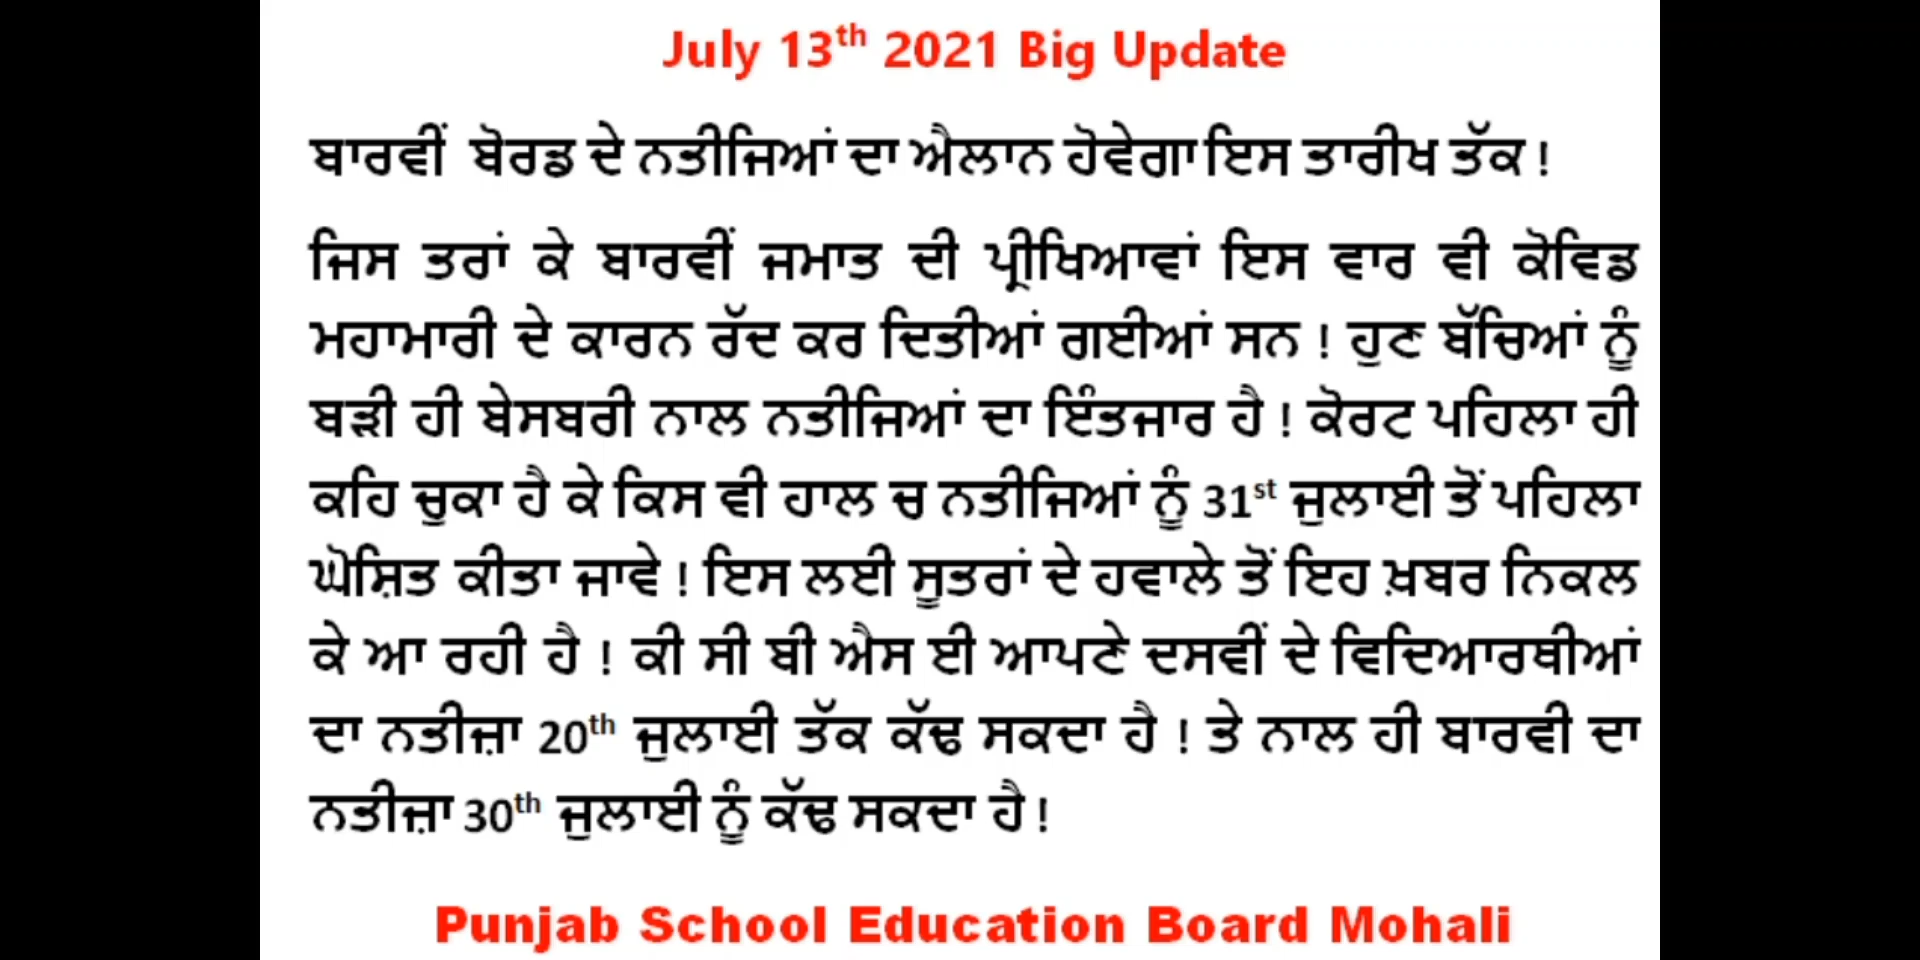 July 13th 2021 Big Update
ਬਾਰਵੀਂ ਬੋਰਡ ਦੇ ਨਤੀਜਿਆਂ ਦਾ ਐਲਾਨ ਹੋਵੇਗਾ ਇਸ ਤਾਰੀਖ ਤੱਕ !
ਜਿਸ ਤਰਾਂ ਕੇ ਬਾਰਵੀਂ ਜਮਾਤ ਦੀ ਪ੍ਰੀਖਿਆਵਾਂ ਇਸ ਵਾਰ ਵੀ ਕੋਵਿਡ
ਮਹਾਮਾਰੀ ਦੇ ਕਾਰਨ ਰੱਦ ਕਰ ਦਿਤੀਆਂ ਗਈਆਂ ਸਨ ! ਹੁਣ ਬੱਚਿਆਂ ਨੂੰ
ਬੜੀ ਹੀ ਬੇਸਬਰੀ ਨਾਲ ਨਤੀਜਿਆਂ ਦਾ ਇੰਤਜਾਰ ਹੈ ! ਕੋਰਟ ਪਹਿਲਾ ਹੀ
ਕਹਿ ਚੁਕਾ ਹੈ ਕੇ ਕਿਸ ਵੀ ਹਾਲ ਚ ਨਤੀਜਿਆਂ ਨੂੰ 31st ਜੁਲਾਈ ਤੋਂ ਪਹਿਲਾ
ਘੋਸ਼ਿਤ ਕੀਤਾ ਜਾਵੇ ! ਇਸ ਲਈ ਸੂਤਰਾਂ ਦੇ ਹਵਾਲੇ ਤੋਂ ਇਹ ਖ਼ਬਰ ਨਿਕਲ
ਕੇ ਆ ਰਹੀ ਹੈ ! ਕੀ ਸੀ ਬੀ ਐਸ ਈ ਆਪਣੇ ਦਸਵੀਂ ਦੇ ਵਿਦਿਆਰਥੀਆਂ
ਦਾ ਨਤੀਜ਼ਾ 20th ਜੁਲਾਈ ਤੱਕ ਕੱਢ ਸਕਦਾ ਹੈ ! ਤੇ ਨਾਲ ਹੀ ਬਾਰਵੀ ਦਾ
ਨਤੀਜ਼ਾ 30th ਜੁਲਾਈ ਨੂੰ ਕੱਢ ਸਕਦਾ ਹੈ !
Punjab School Education Board Mohali